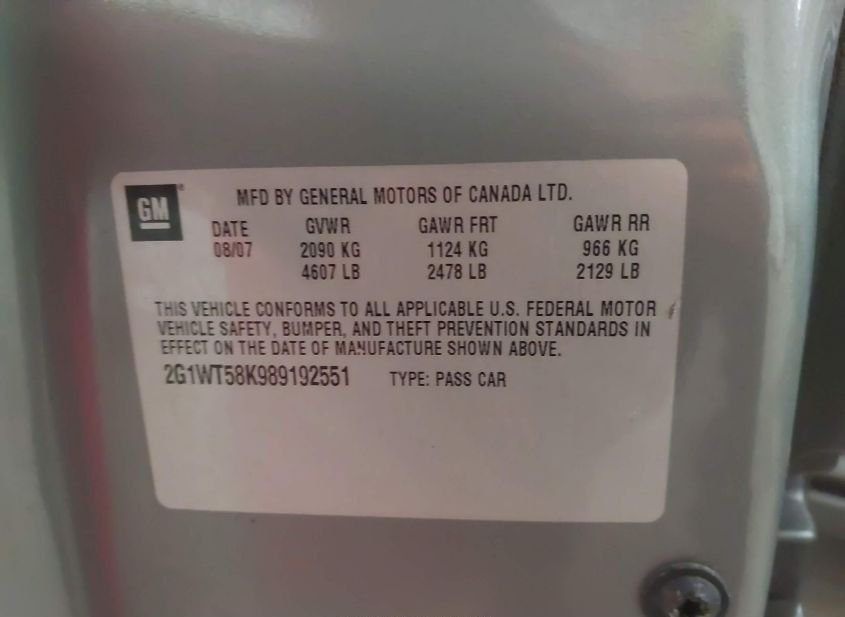 GM
MFD BY GENERAL MOTORS OF CANADA LTD.
DATE GVWR GAWR FRT GAWR RR
08/07 2090 KG 1124 KG 966 KG
4607 LB 2478 LB 2129 LB
THIS VEHICLE CONFORMS TO ALL APPLICABLE U.S. FEDERAL MOTOR
VEHICLE SAFETY, BUMPER, AND THEFT PREVENTION STANDARDS IN
EFFECT ON THE DATE OF MANUFACTURE SHOWN ABOVE.
2G1WT58K989192551 TYPE: PASS CAR